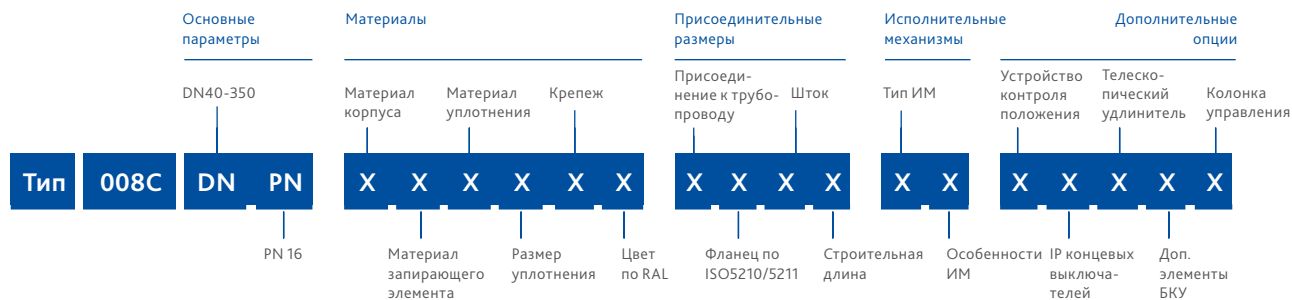 Основные
параметры
Материалы
Присоединительные
размеры
Исполнительные
механизмы
Дополнительные
опции
DN40-350
Материал
корпуса
Материал
уплотнения
Крепеж
Присоеди-
нение к трубо-
проводу
Шток
Тип ИМ
Устройство
контроля
положения
Телеско-
пический
удлинитель
Колонка
управления
Тип 008C DN PN X X X X X X X X X X X X X X X X X
PN 16
Материал
запирающего
элемента
Размер
уплотнения
Цвет
по RAL
Фланец по
ISO5210/5211
Строительная
длина
Особенности
ИМ
IP концевых
выключа-
телей
Доп.
элементы
БКУ